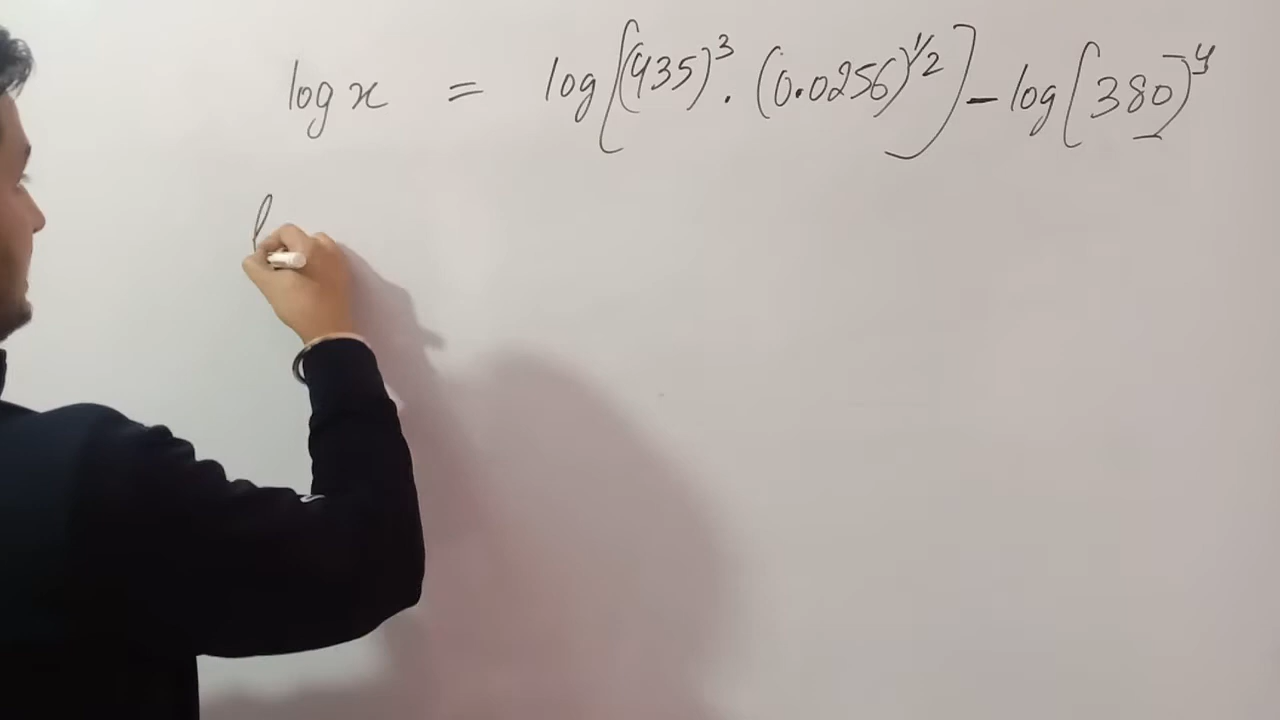 log x = log[(435)^3 . (0.0256)^1/2] - log[380]^4
l